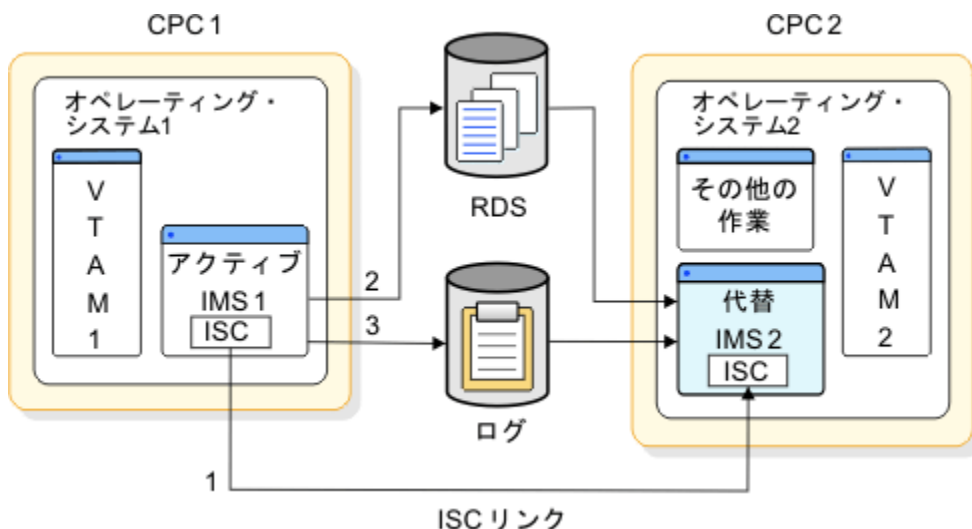 CPC 1
オペレーティング・
システム1
V
T
A
M
1
アクティブ
IMS 1
ISC
2
3
1
RDS
ログ
ISC リンク
CPC 2
オペレーティング・
システム2
その他の
作業
代替
IMS 2
ISC
V
T
A
M
2